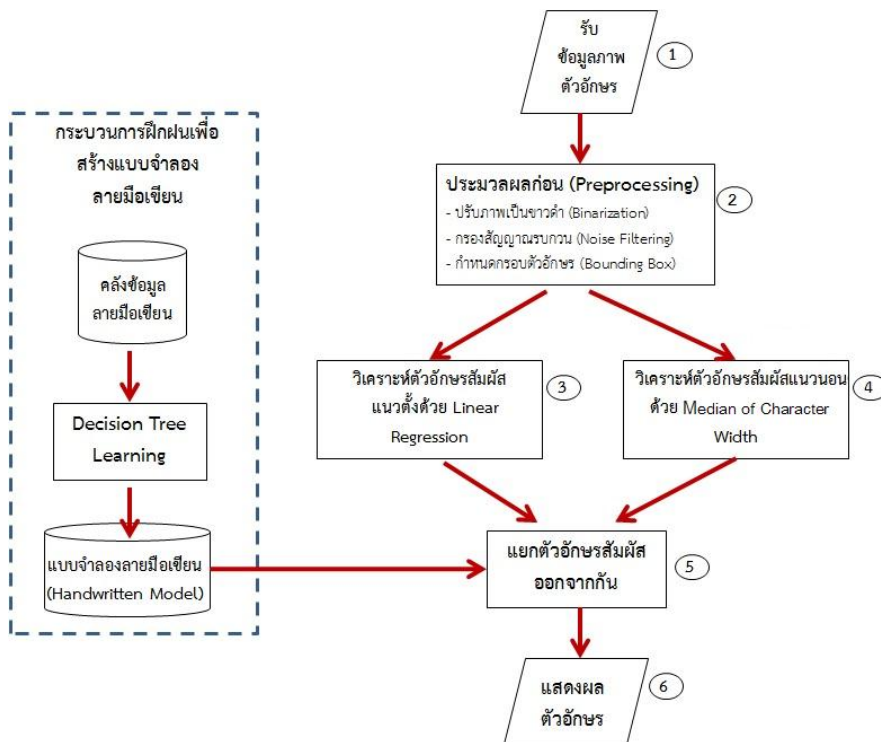 รับ
ข้อมูลภาพ
ตัวอักษร
1
กระบวนการฝึกฝนเพื่อ
สร้างแบบจำลอง
ลายมือเขียน
ประมวลผลก่อน (Preprocessing)
- ปรับภาพเป็นขาวดำ (Binarization)
- กรองสัญญาณรบกวน (Noise Filtering)
- กำหนดกรอบตัวอักษร (Bounding Box)
2
คลังข้อมูล
ลายมือเขียน
วิเคราะห์ตัวอักษรสัมผัส
แนวตั้งด้วย Linear
Regression
3
วิเคราะห์ตัวอักษรสัมผัสแนวนอน
ด้วย Median of Character
Width
4
Decision Tree
Learning
แบบจำลองลายมือเขียน
(Handwritten Model)
แยกตัวอักษรสัมผัส
ออกจากกัน
5
แสดงผล
ตัวอักษร
6